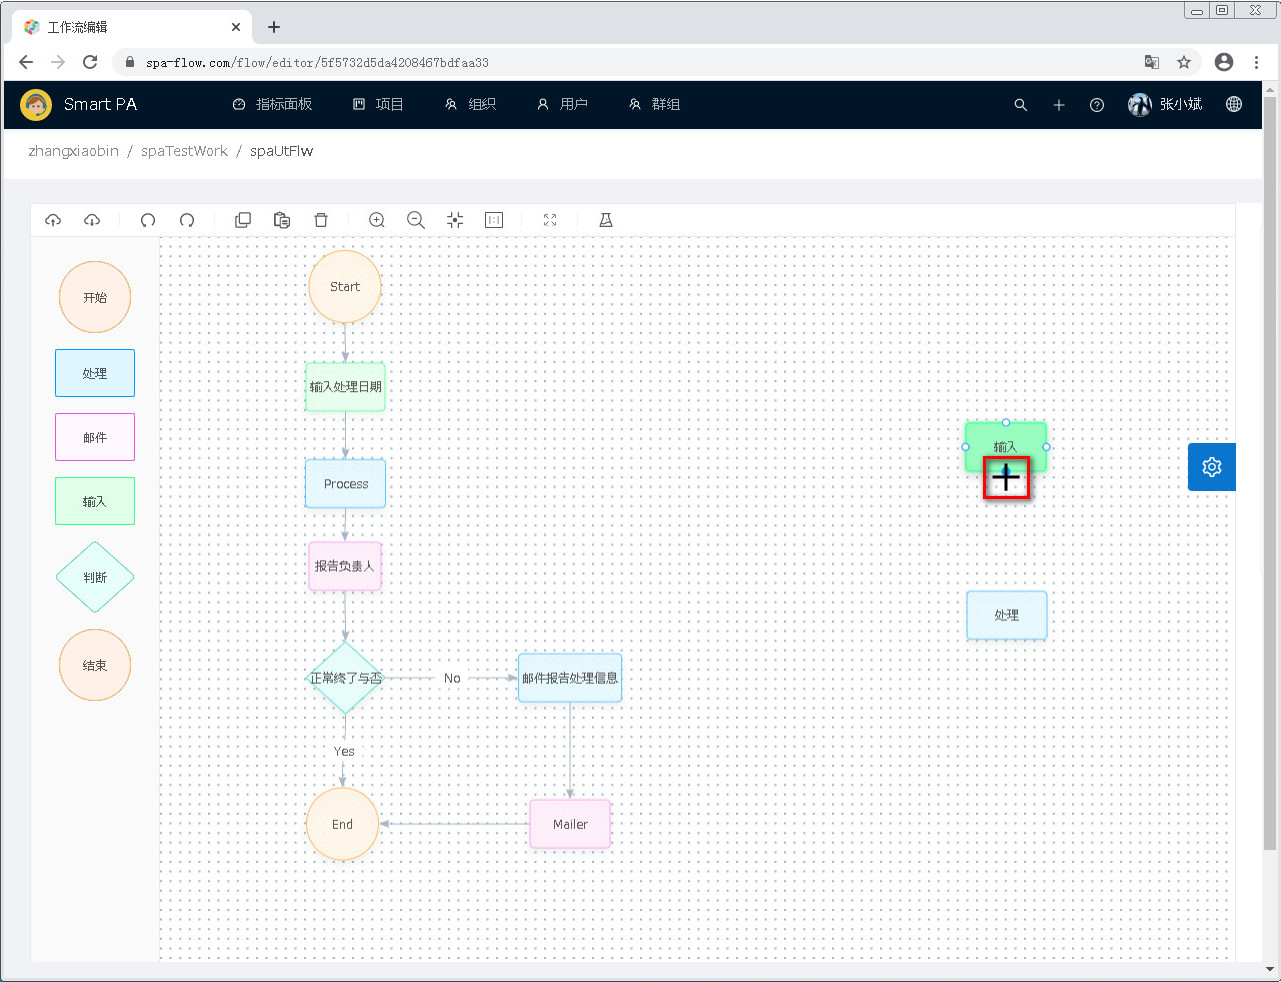 工作流编辑
spa-flow.com/flow/editor/5f5732d5da4208467bdfaa33
Smart PA 指标面板 项目 组织 用户 群组 张小斌
zhangxiaobin / spaTestWork / spaUtFlw
开始
处理
邮件
输入
判断
结束
Start
输入处理日期
Process
报告负责人
正常终了与否
No
邮件报告处理信息
Yes
End
Mailer
输入
处理